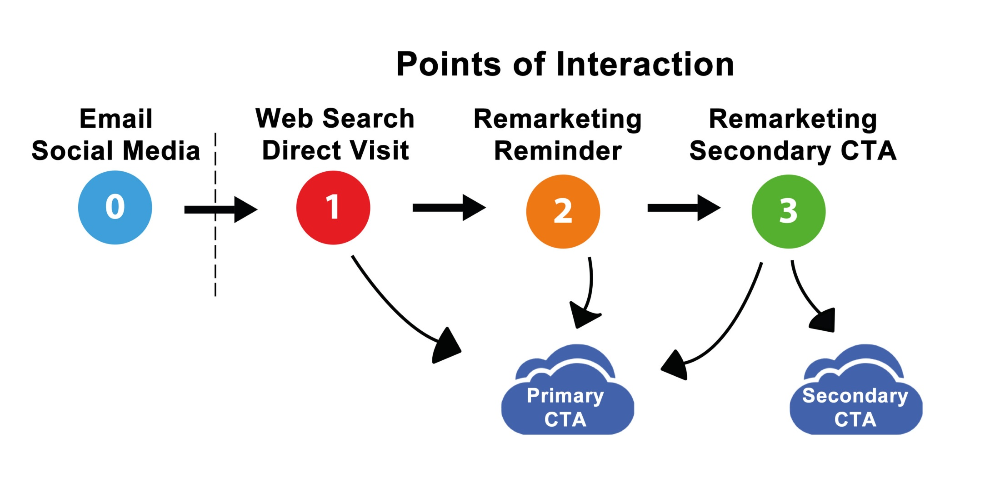 Points of Interaction
Email
Social Media
0
Web Search
Direct Visit
1
Remarketing
Reminder
2
Remarketing
Secondary CTA
3
Primary
CTA
Secondary
CTA